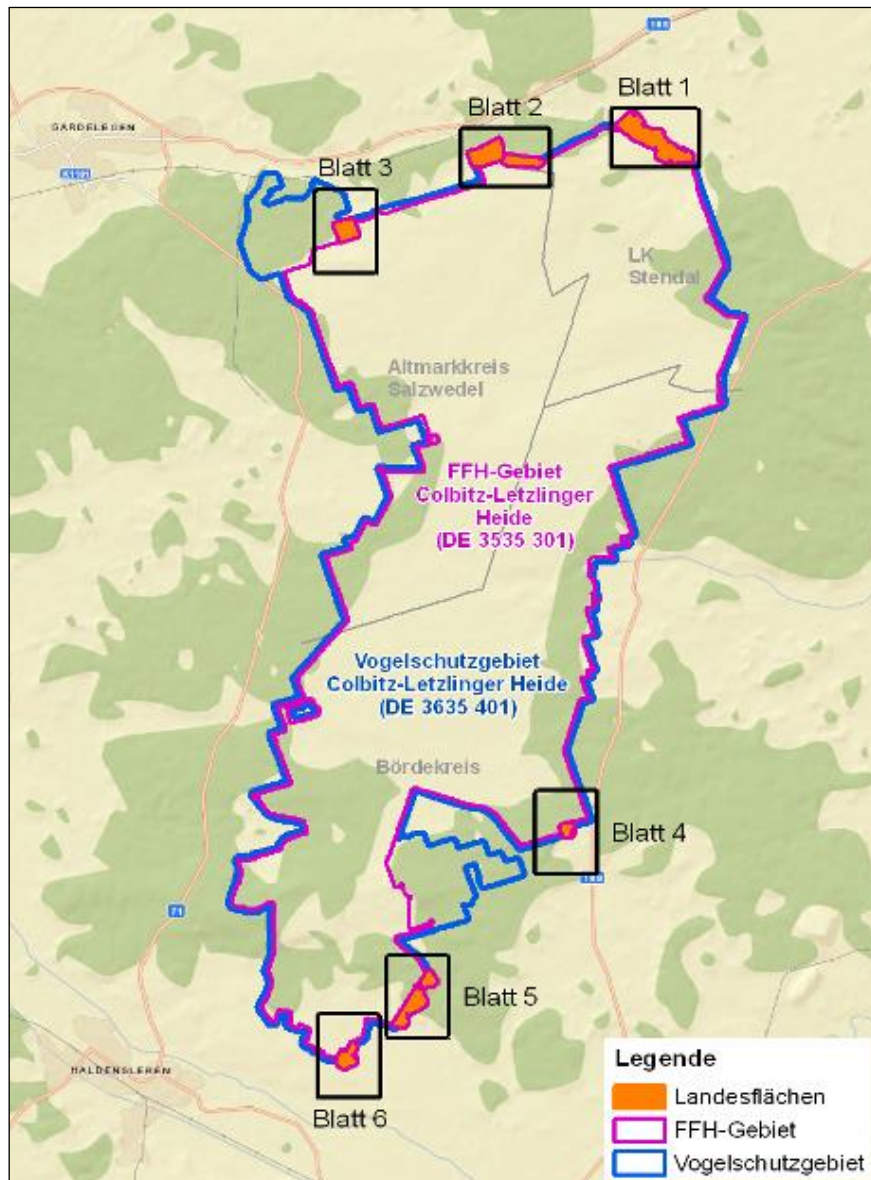 188
Blatt 1
Blatt 2
GARDELEGEN
Blatt 3
LK
Stendal
Altmarkkreis
Salzwedel
FFH-Gebiet
Colbitz-Letzlinger
Heide
(DE 3535 301)
Vogelschutzgebiet
Colbitz-Letzlinger Heide
(DE 3635 401)
Bördekreis
Blatt 4
71
Blatt 5
HALDENSLEBEN
Blatt 6
Legende
Landesflächen
FFH-Gebiet
Vogelschutzgebiet